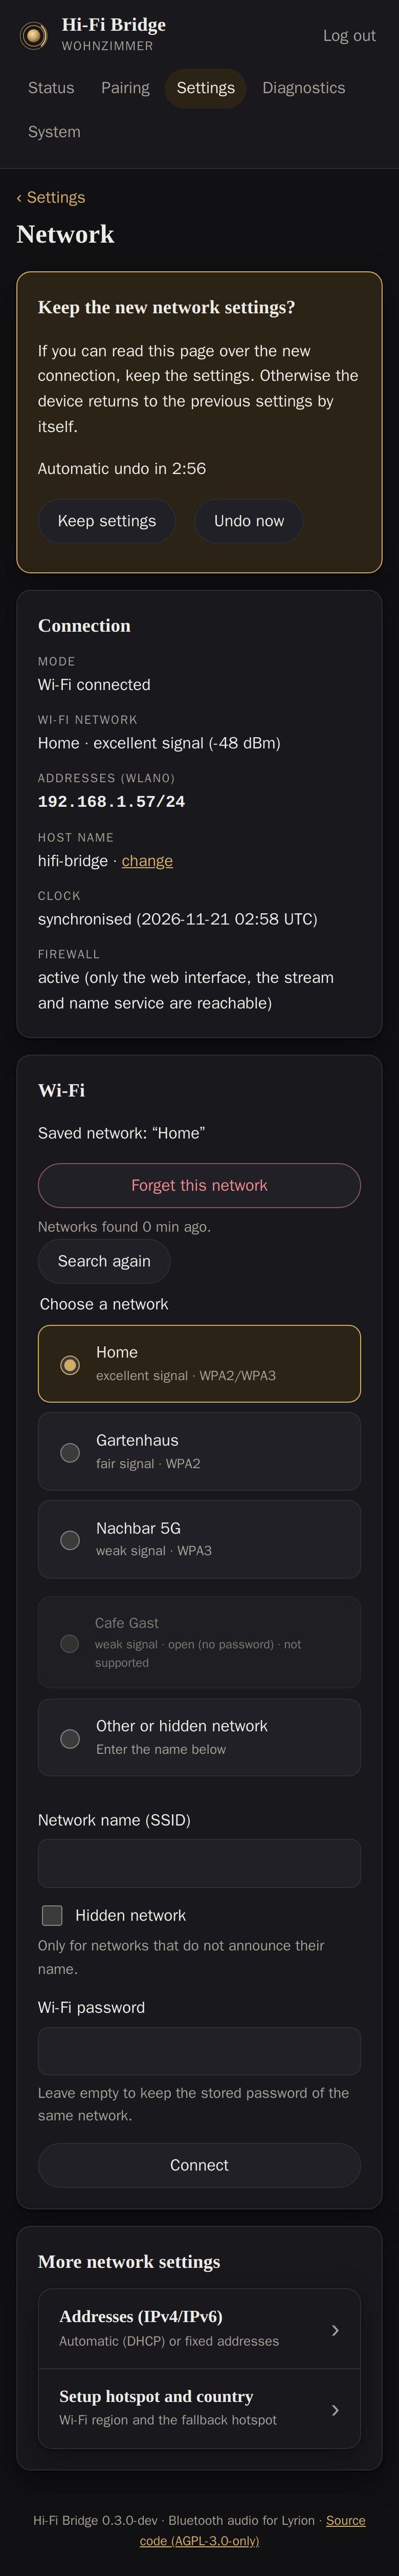 Hi-Fi Bridge
WOHNZIMMER
Log out
Status Pairing Settings Diagnostics
System
‹ Settings
Network
Keep the new network settings?
If you can read this page over the new
connection, keep the settings. Otherwise the
device returns to the previous settings by
itself.
Automatic undo in 2:56
Keep settings Undo now
Connection
MODE
Wi-Fi connected
WI-FI NETWORK
Home · excellent signal (-48 dBm)
ADDRESSES (WLAN0)
192.168.1.57/24
HOST NAME
hifi-bridge · change
CLOCK
synchronised (2026-11-21 02:58 UTC)
FIREWALL
active (only the web interface, the stream
and name service are reachable)
Wi-Fi
Saved network: “Home”
Forget this network
Networks found 0 min ago.
Search again
Choose a network
Home
excellent signal · WPA2/WPA3
Gartenhaus
fair signal · WPA2
Nachbar 5G
weak signal · WPA3
Cafe Gast
weak signal · open (no password) · not
supported
Other or hidden network
Enter the name below
Network name (SSID)
Hidden network
Only for networks that do not announce their
name.
Wi-Fi password
Leave empty to keep the stored password of the
same network.
Connect
More network settings
Addresses (IPv4/IPv6)
Automatic (DHCP) or fixed addresses
›
Setup hotspot and country
Wi-Fi region and the fallback hotspot
›
Hi-Fi Bridge 0.3.0-dev · Bluetooth audio for Lyrion · Source
code (AGPL-3.0-only)